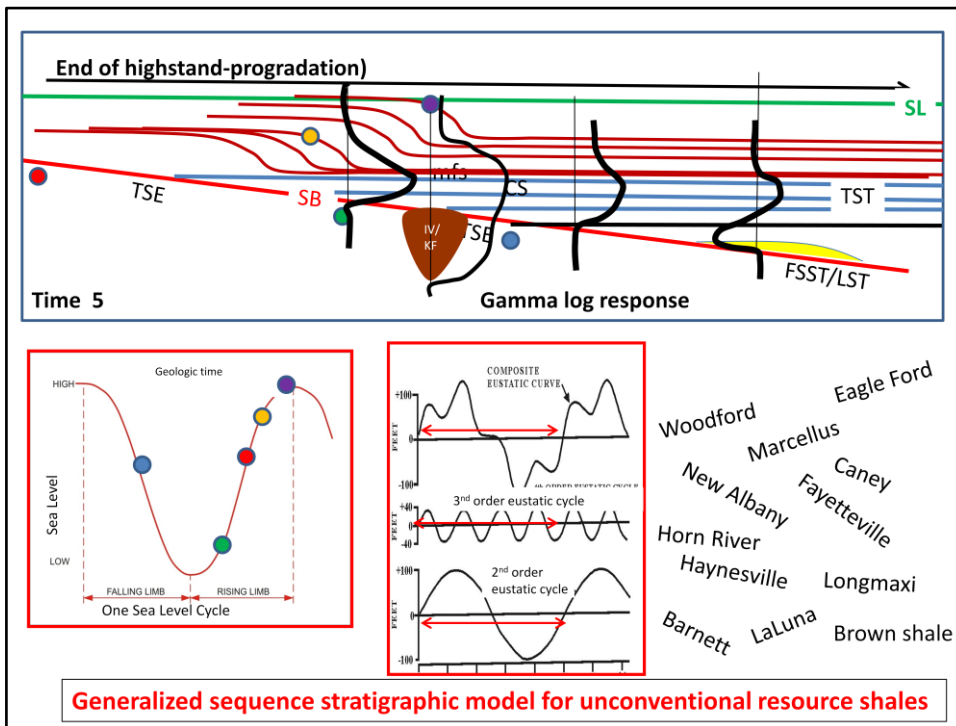 End of highstand-progradation)
SL
mfs
CS
TSE
SB
TST
IV/
KF
TSE
FSST/LST
Time 5
Gamma log response
Geologic time
HIGH
Sea Level
LOW
FALLING LIMB
RISING LIMB
One Sea Level Cycle
COMPOSITE
EUSTATIC CURVE
+100
FEET
0
-100
3nd order eustatic cycle
+40
FEET
0
-40
2nd order
eustatic cycle
+100
FEET
0
-100
Eagle Ford
Woodford
Marcellus
Caney
New Albany
Fayetteville
Horn River
Haynesville
Longmaxi
Barnett
LaLuna
Brown shale
Generalized sequence stratigraphic model for unconventional resource shales